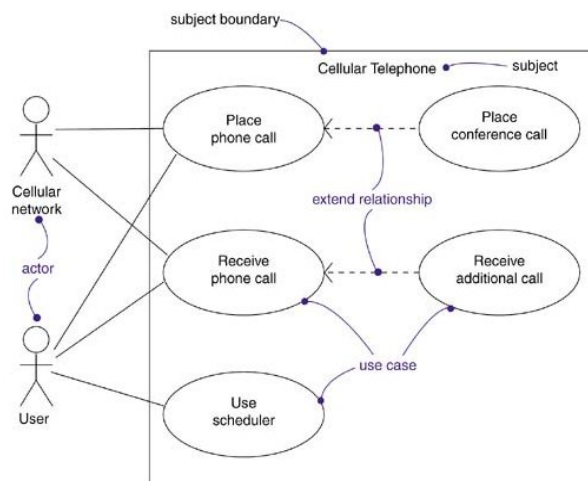 subject boundary
Cellular Telephone
subject
Place
phone call
Place
conference call
Cellular
network
extend relationship
actor
Receive
phone call
Receive
additional call
use case
User
Use
scheduler